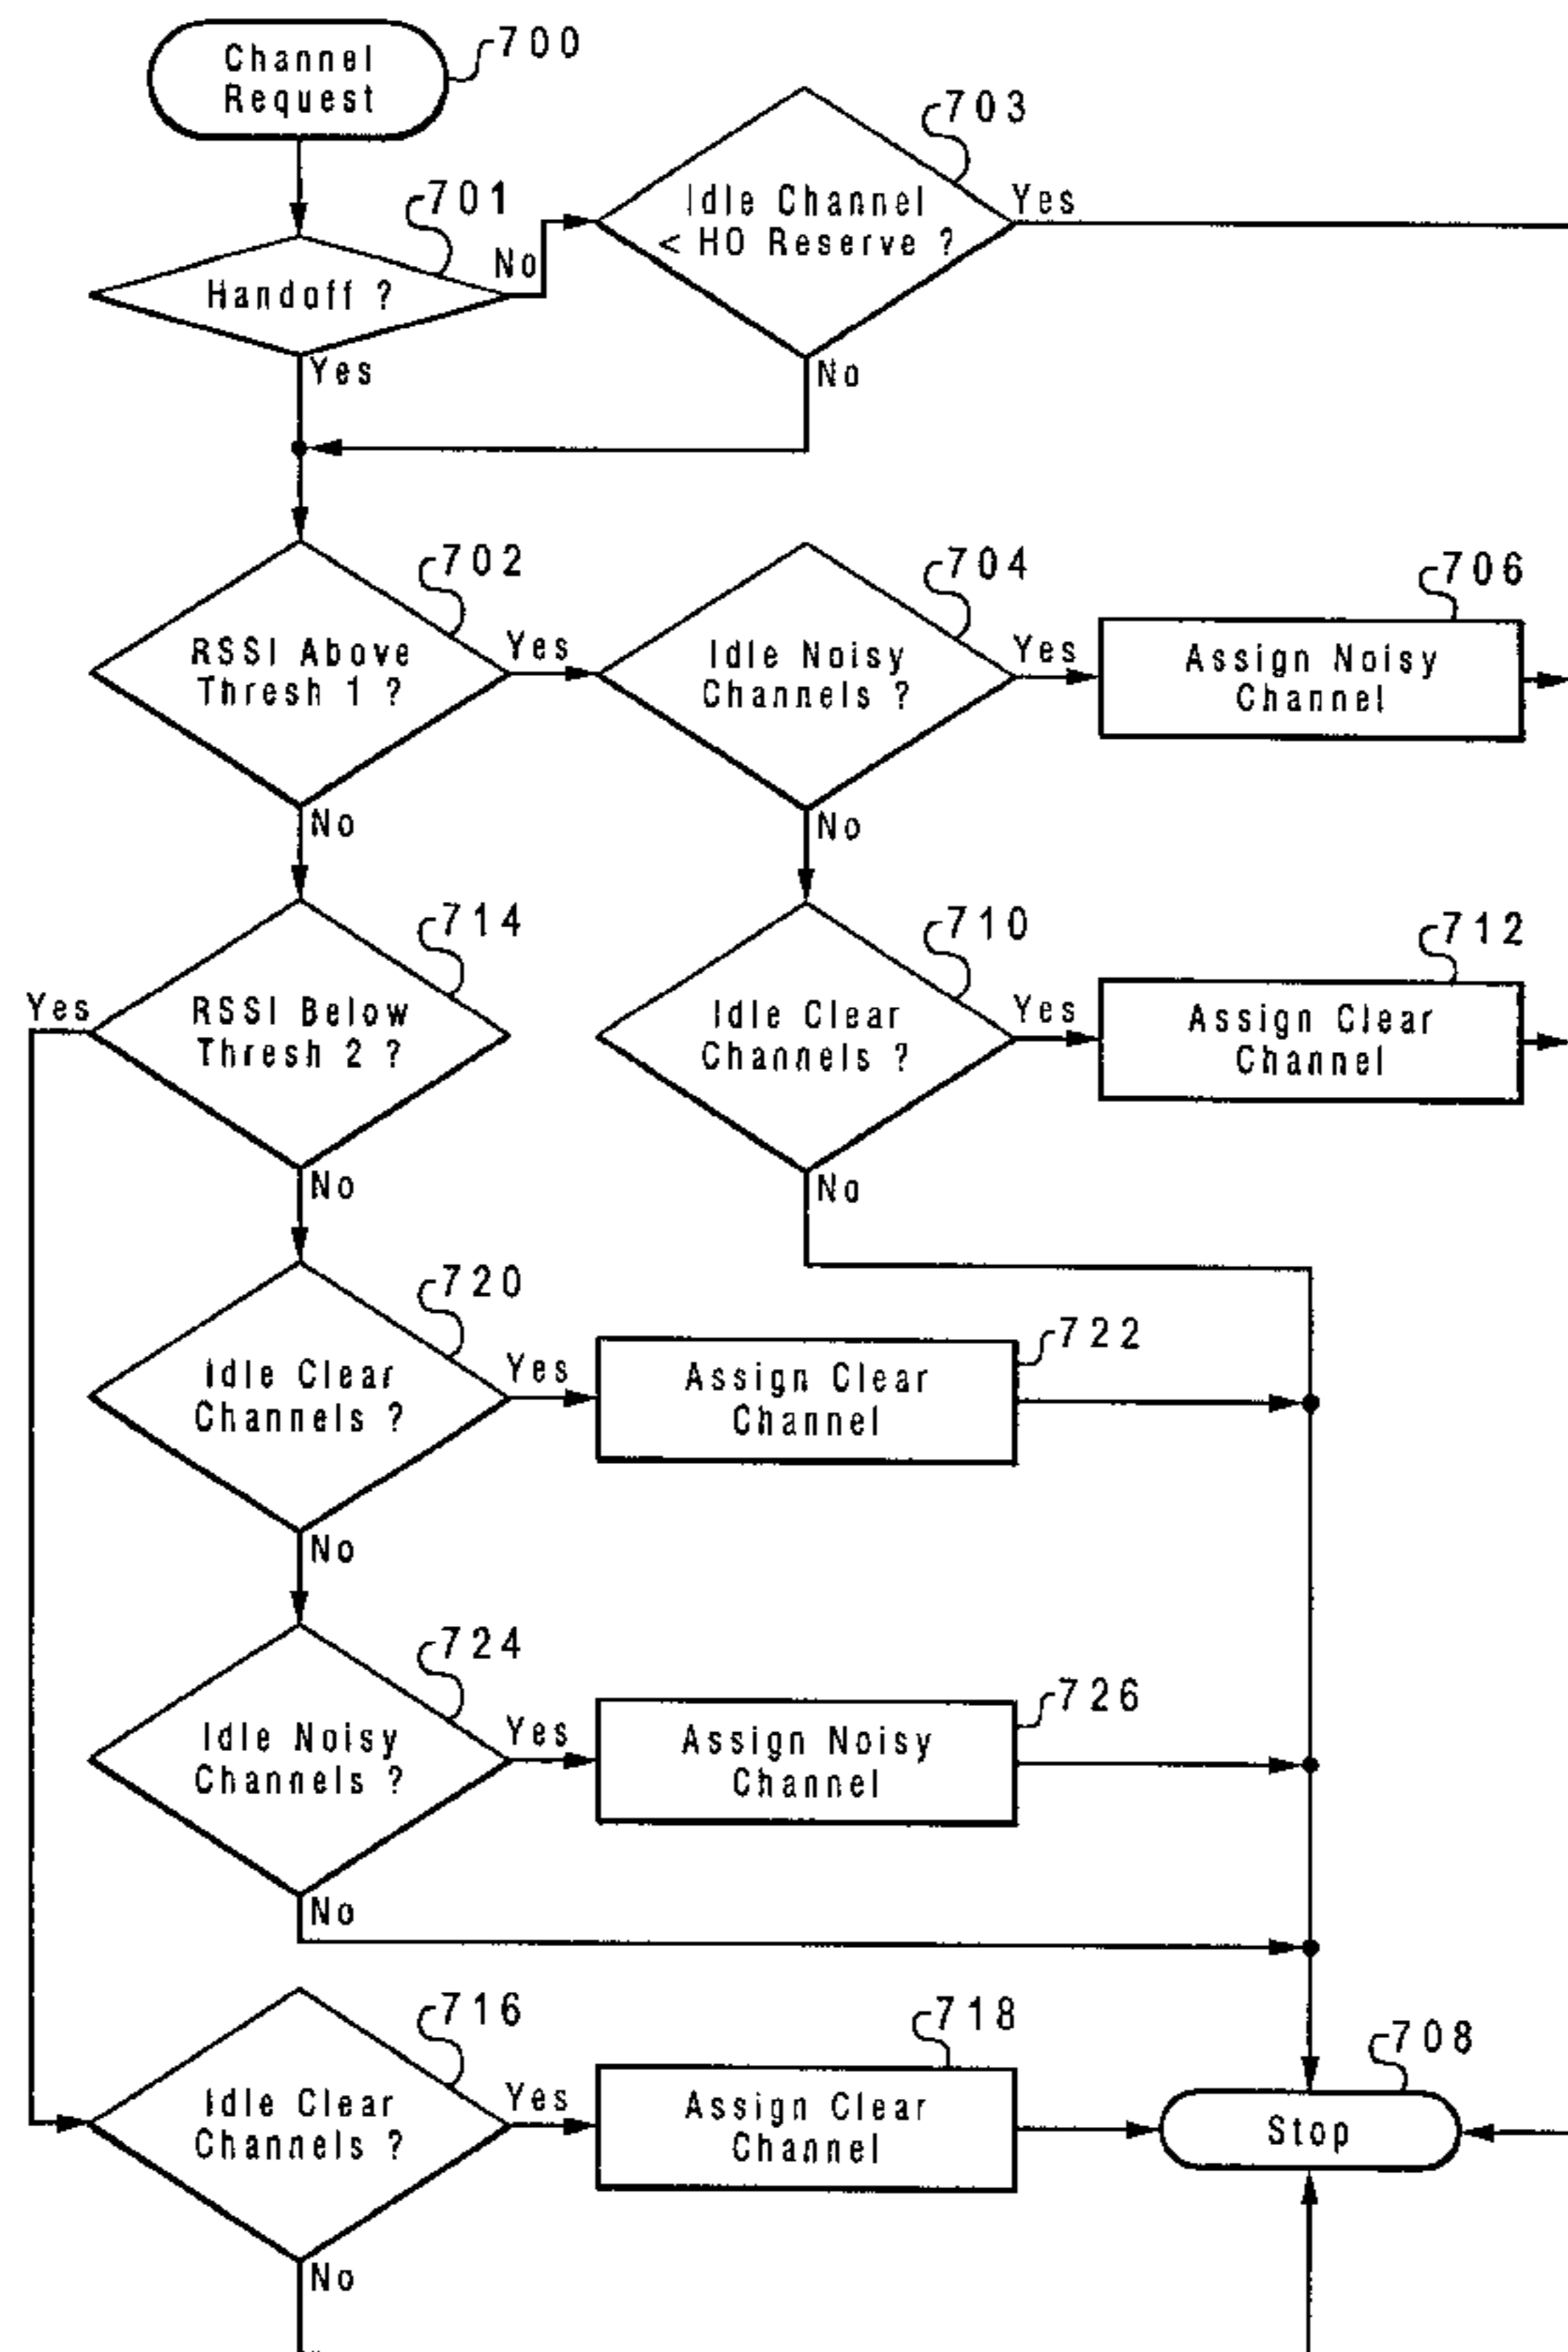 Channel
Request
700
701
Handoff ?
No
Yes
703
Idle Channel
< HO Reserve ?
Yes
No
702
RSSI Above
Thresh 1 ?
Yes
No
704
Idle Noisy
Channels ?
Yes
No
706
Assign Noisy
Channel
714
RSSI Below
Thresh 2 ?
Yes
No
710
Idle Clear
Channels ?
Yes
No
712
Assign Clear
Channel
720
Idle Clear
Channels ?
Yes
No
722
Assign Clear
Channel
724
Idle Noisy
Channels ?
Yes
No
726
Assign Noisy
Channel
716
Idle Clear
Channels ?
Yes
No
718
Assign Clear
Channel
708
Stop